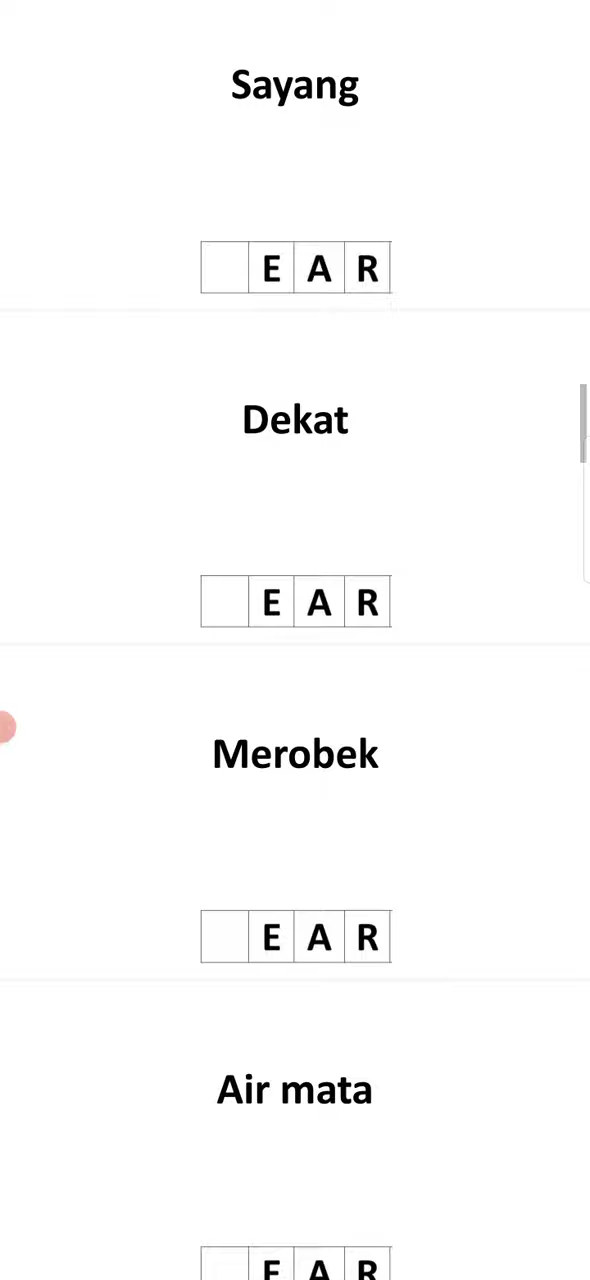 Sayang
E A R
Dekat
E A R
Merobek
E A R
Air mata
E A R